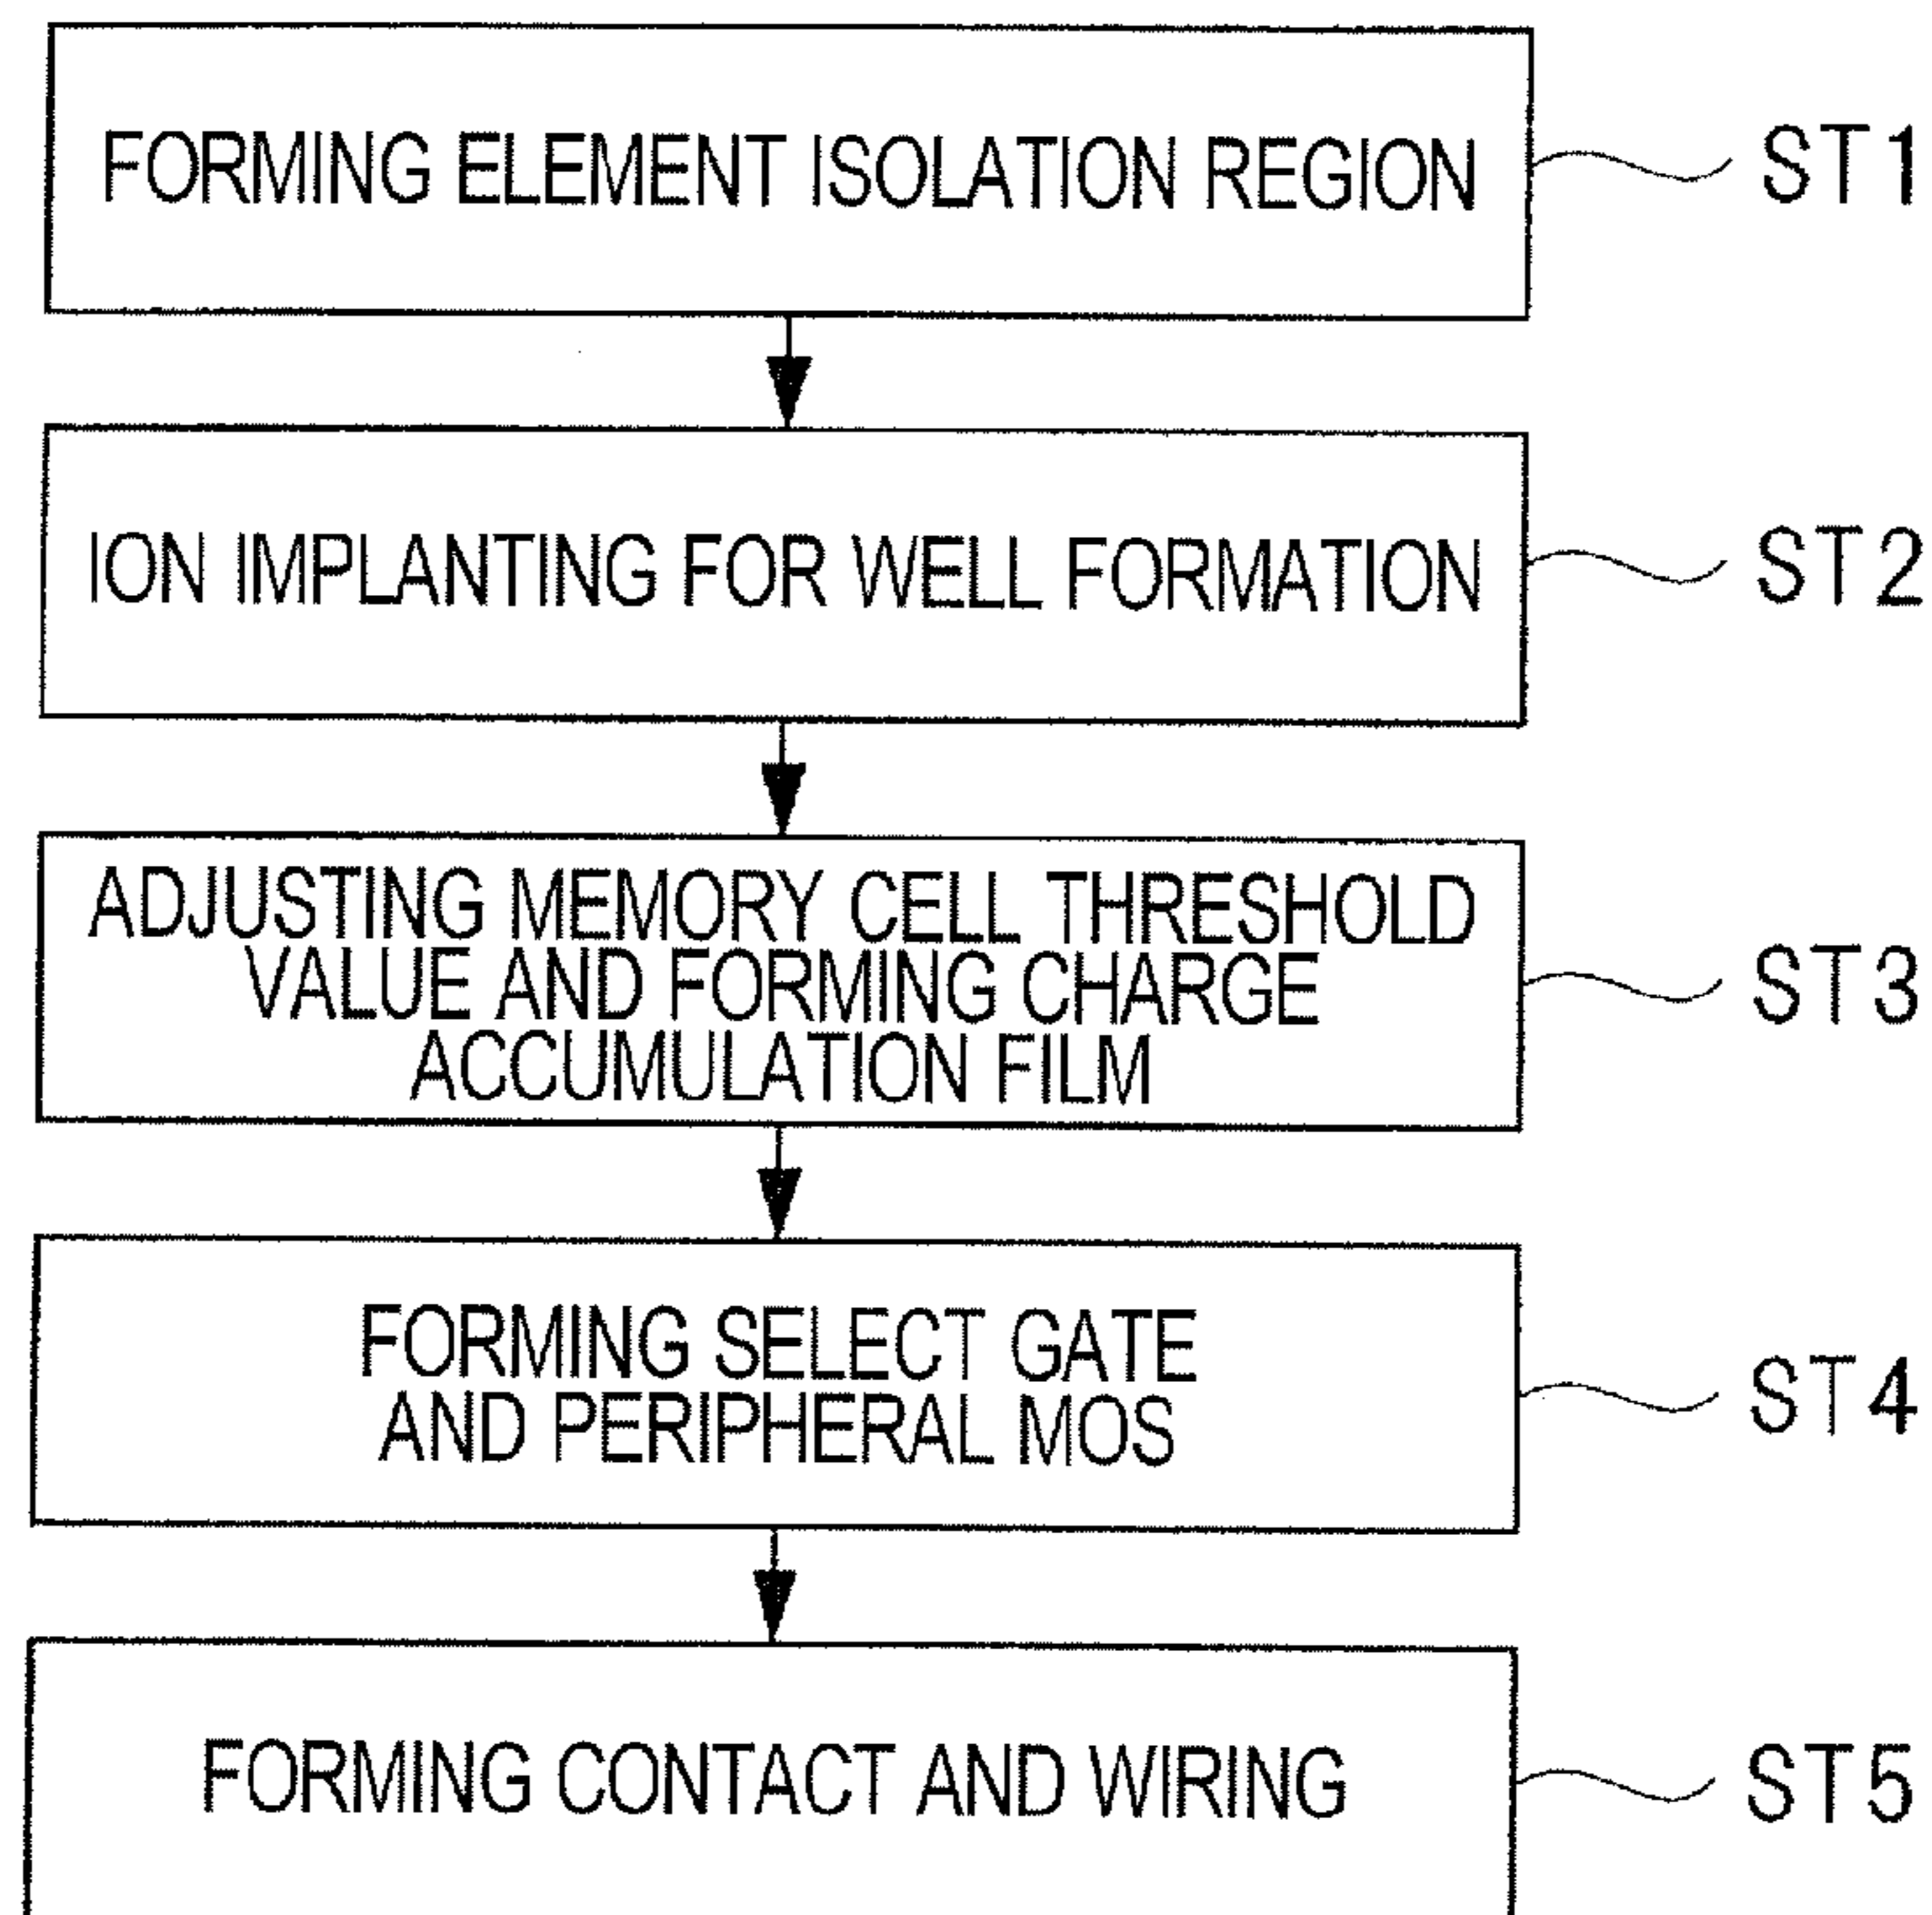 FORMING ELEMENT ISOLATION REGION
ST1
ION IMPLANTING FOR WELL FORMATION
ST2
ADJUSTING MEMORY CELL THRESHOLD
VALUE AND FORMING CHARGE
ACCUMULATION FILM
ST3
FORMING SELECT GATE
AND PERIPHERAL MOS
ST4
FORMING CONTACT AND WIRING
ST5